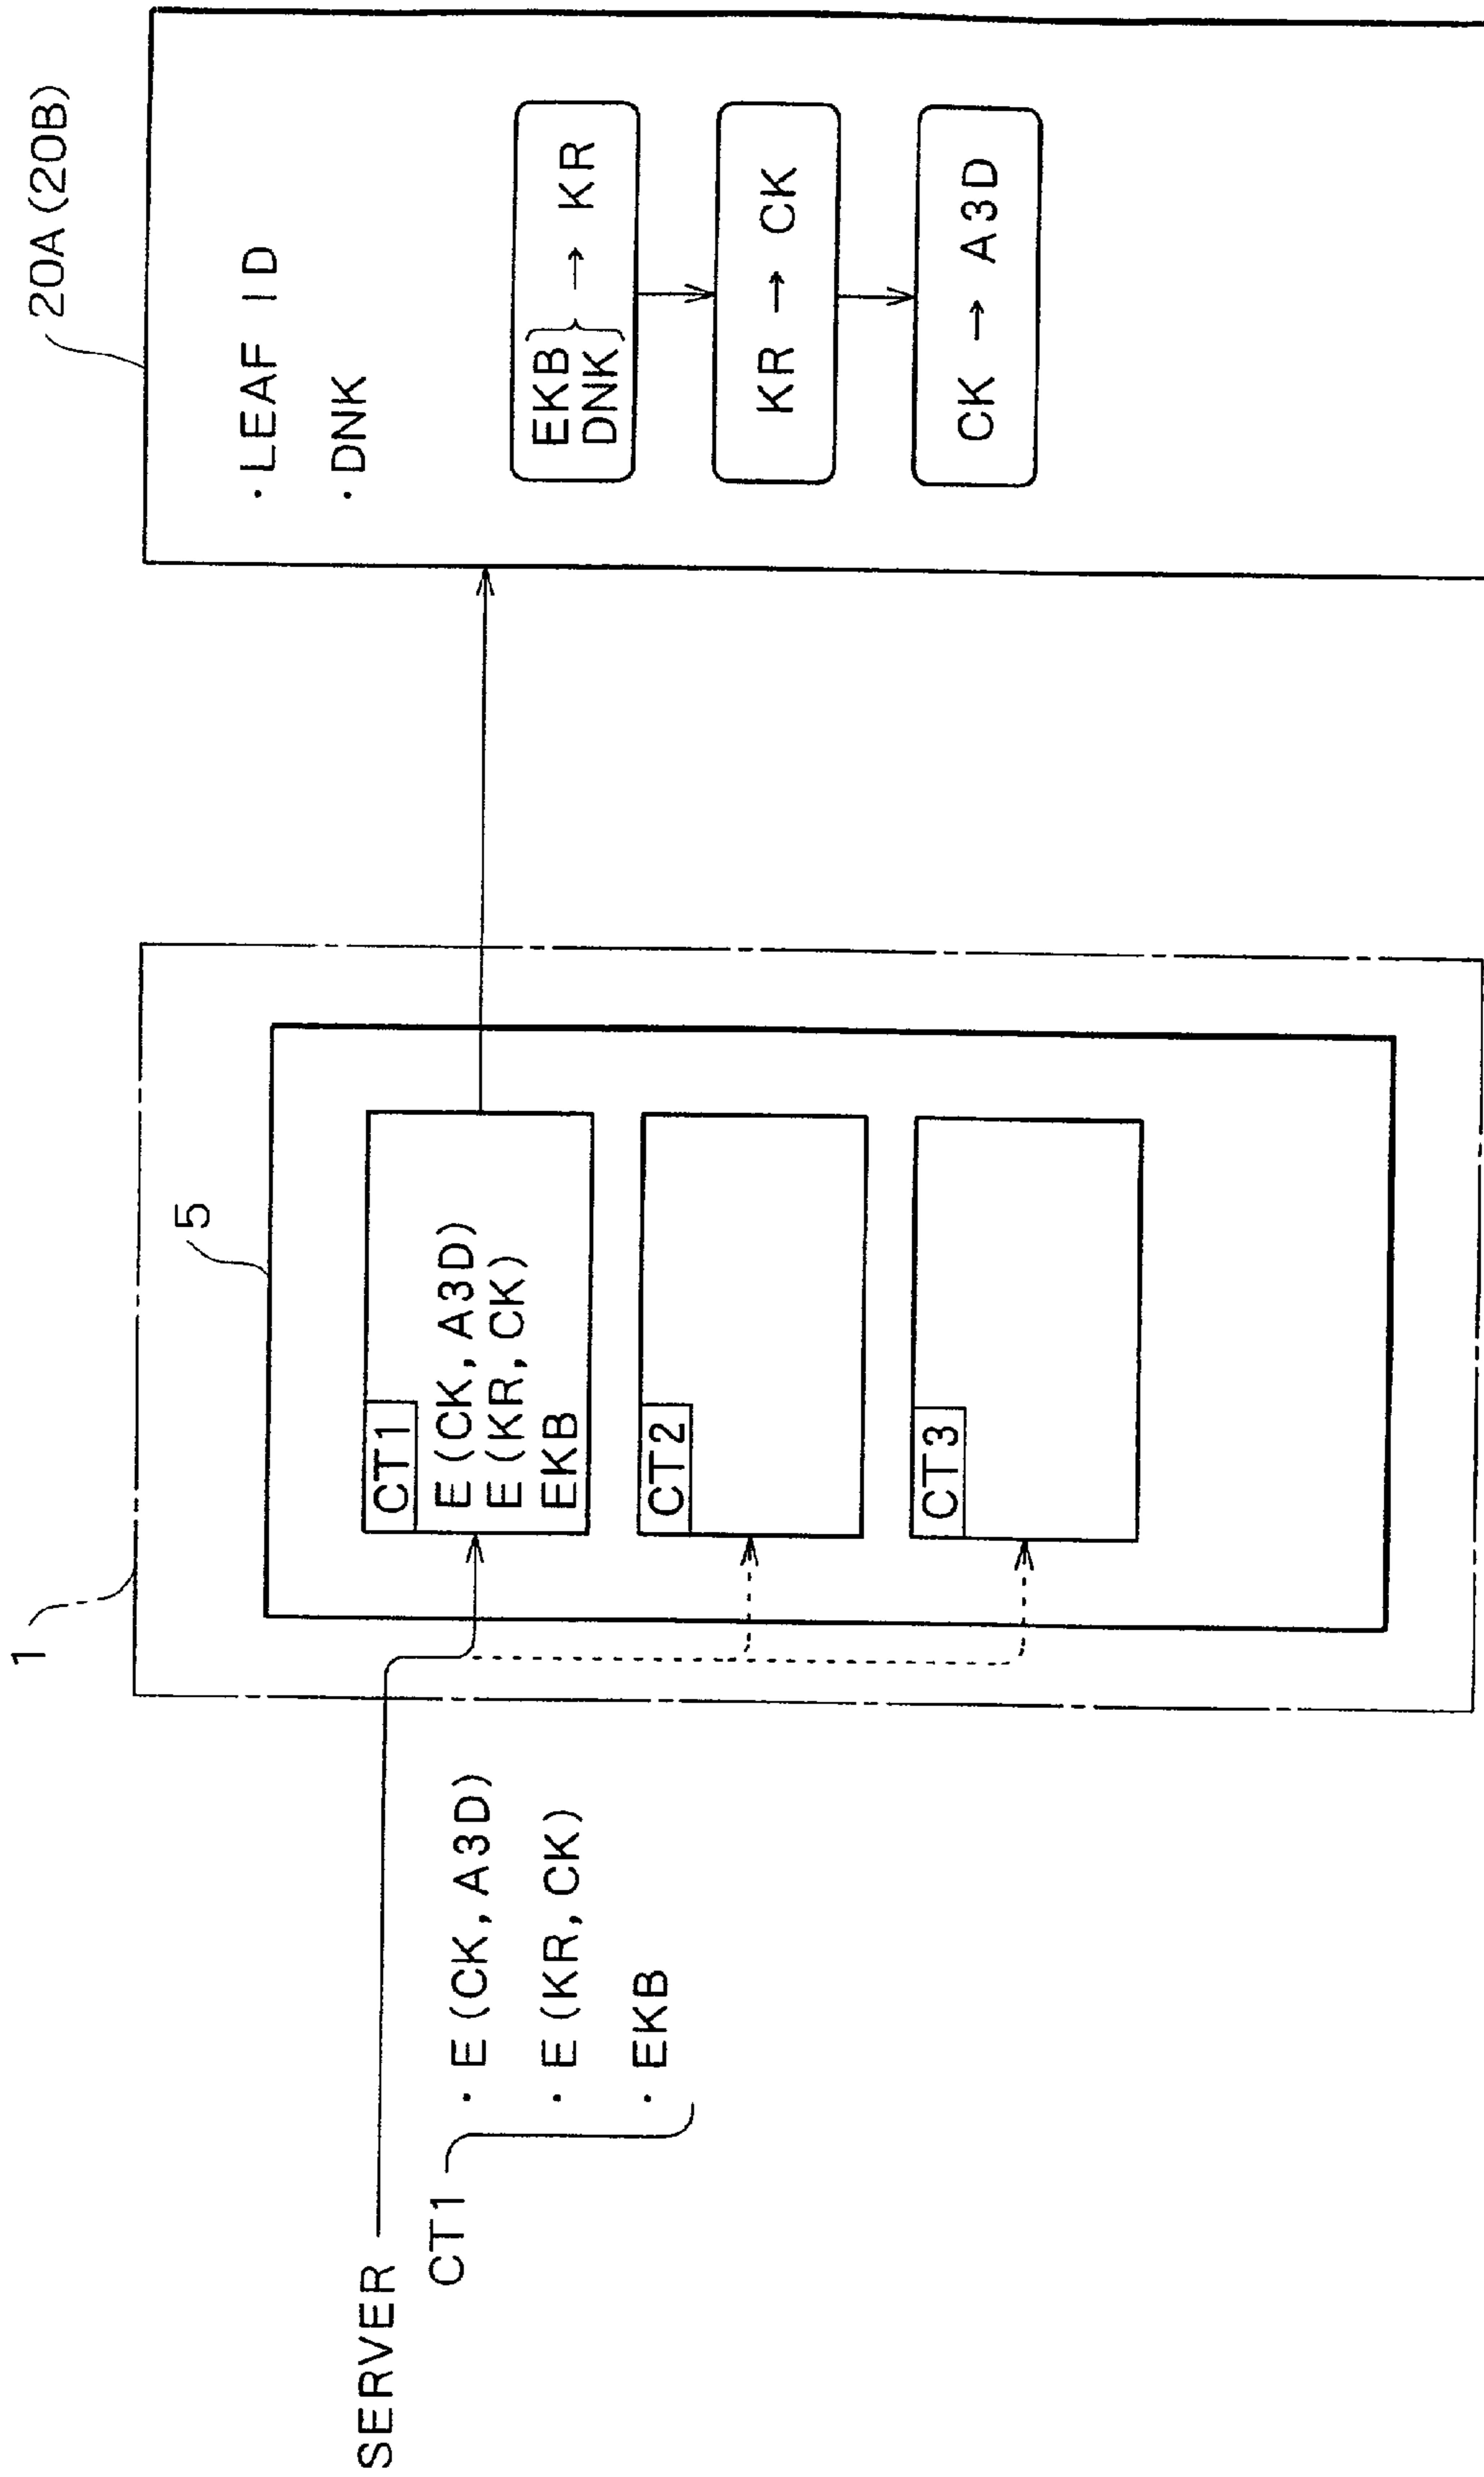 SERVER
CT1
· E (CK, A3D)
· E (KR, CK)
· EKB
1
5
CT1
E (CK, A3D)
E (KR, CK)
EKB
CT2
CT3
20A (20B)
· LEAF ID
· DNK
EKB
DNK
→ KR
KR → CK
CK → A3D